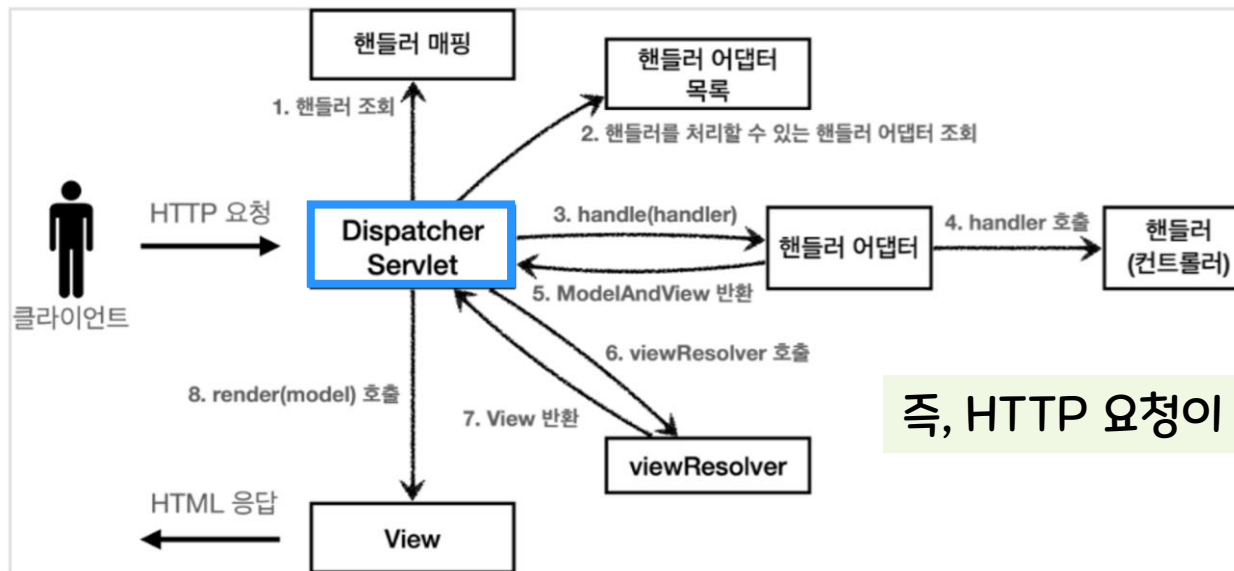 핸들러 매핑
핸들러 어댑터
목록
1. 핸들러 조회
2. 핸들러를 처리할 수 있는 핸들러 어댑터 조회
HTTP 요청
Dispatcher
Servlet
3. handle(handler)
핸들러 어댑터
4. handler 호출
핸들러
(컨트롤러)
5. ModelAndView 반환
클라이언트
6. viewResolver 호출
8. render(model) 호출
7. View 반환
즉, HTTP 요청이
viewResolver
HTML 응답
View